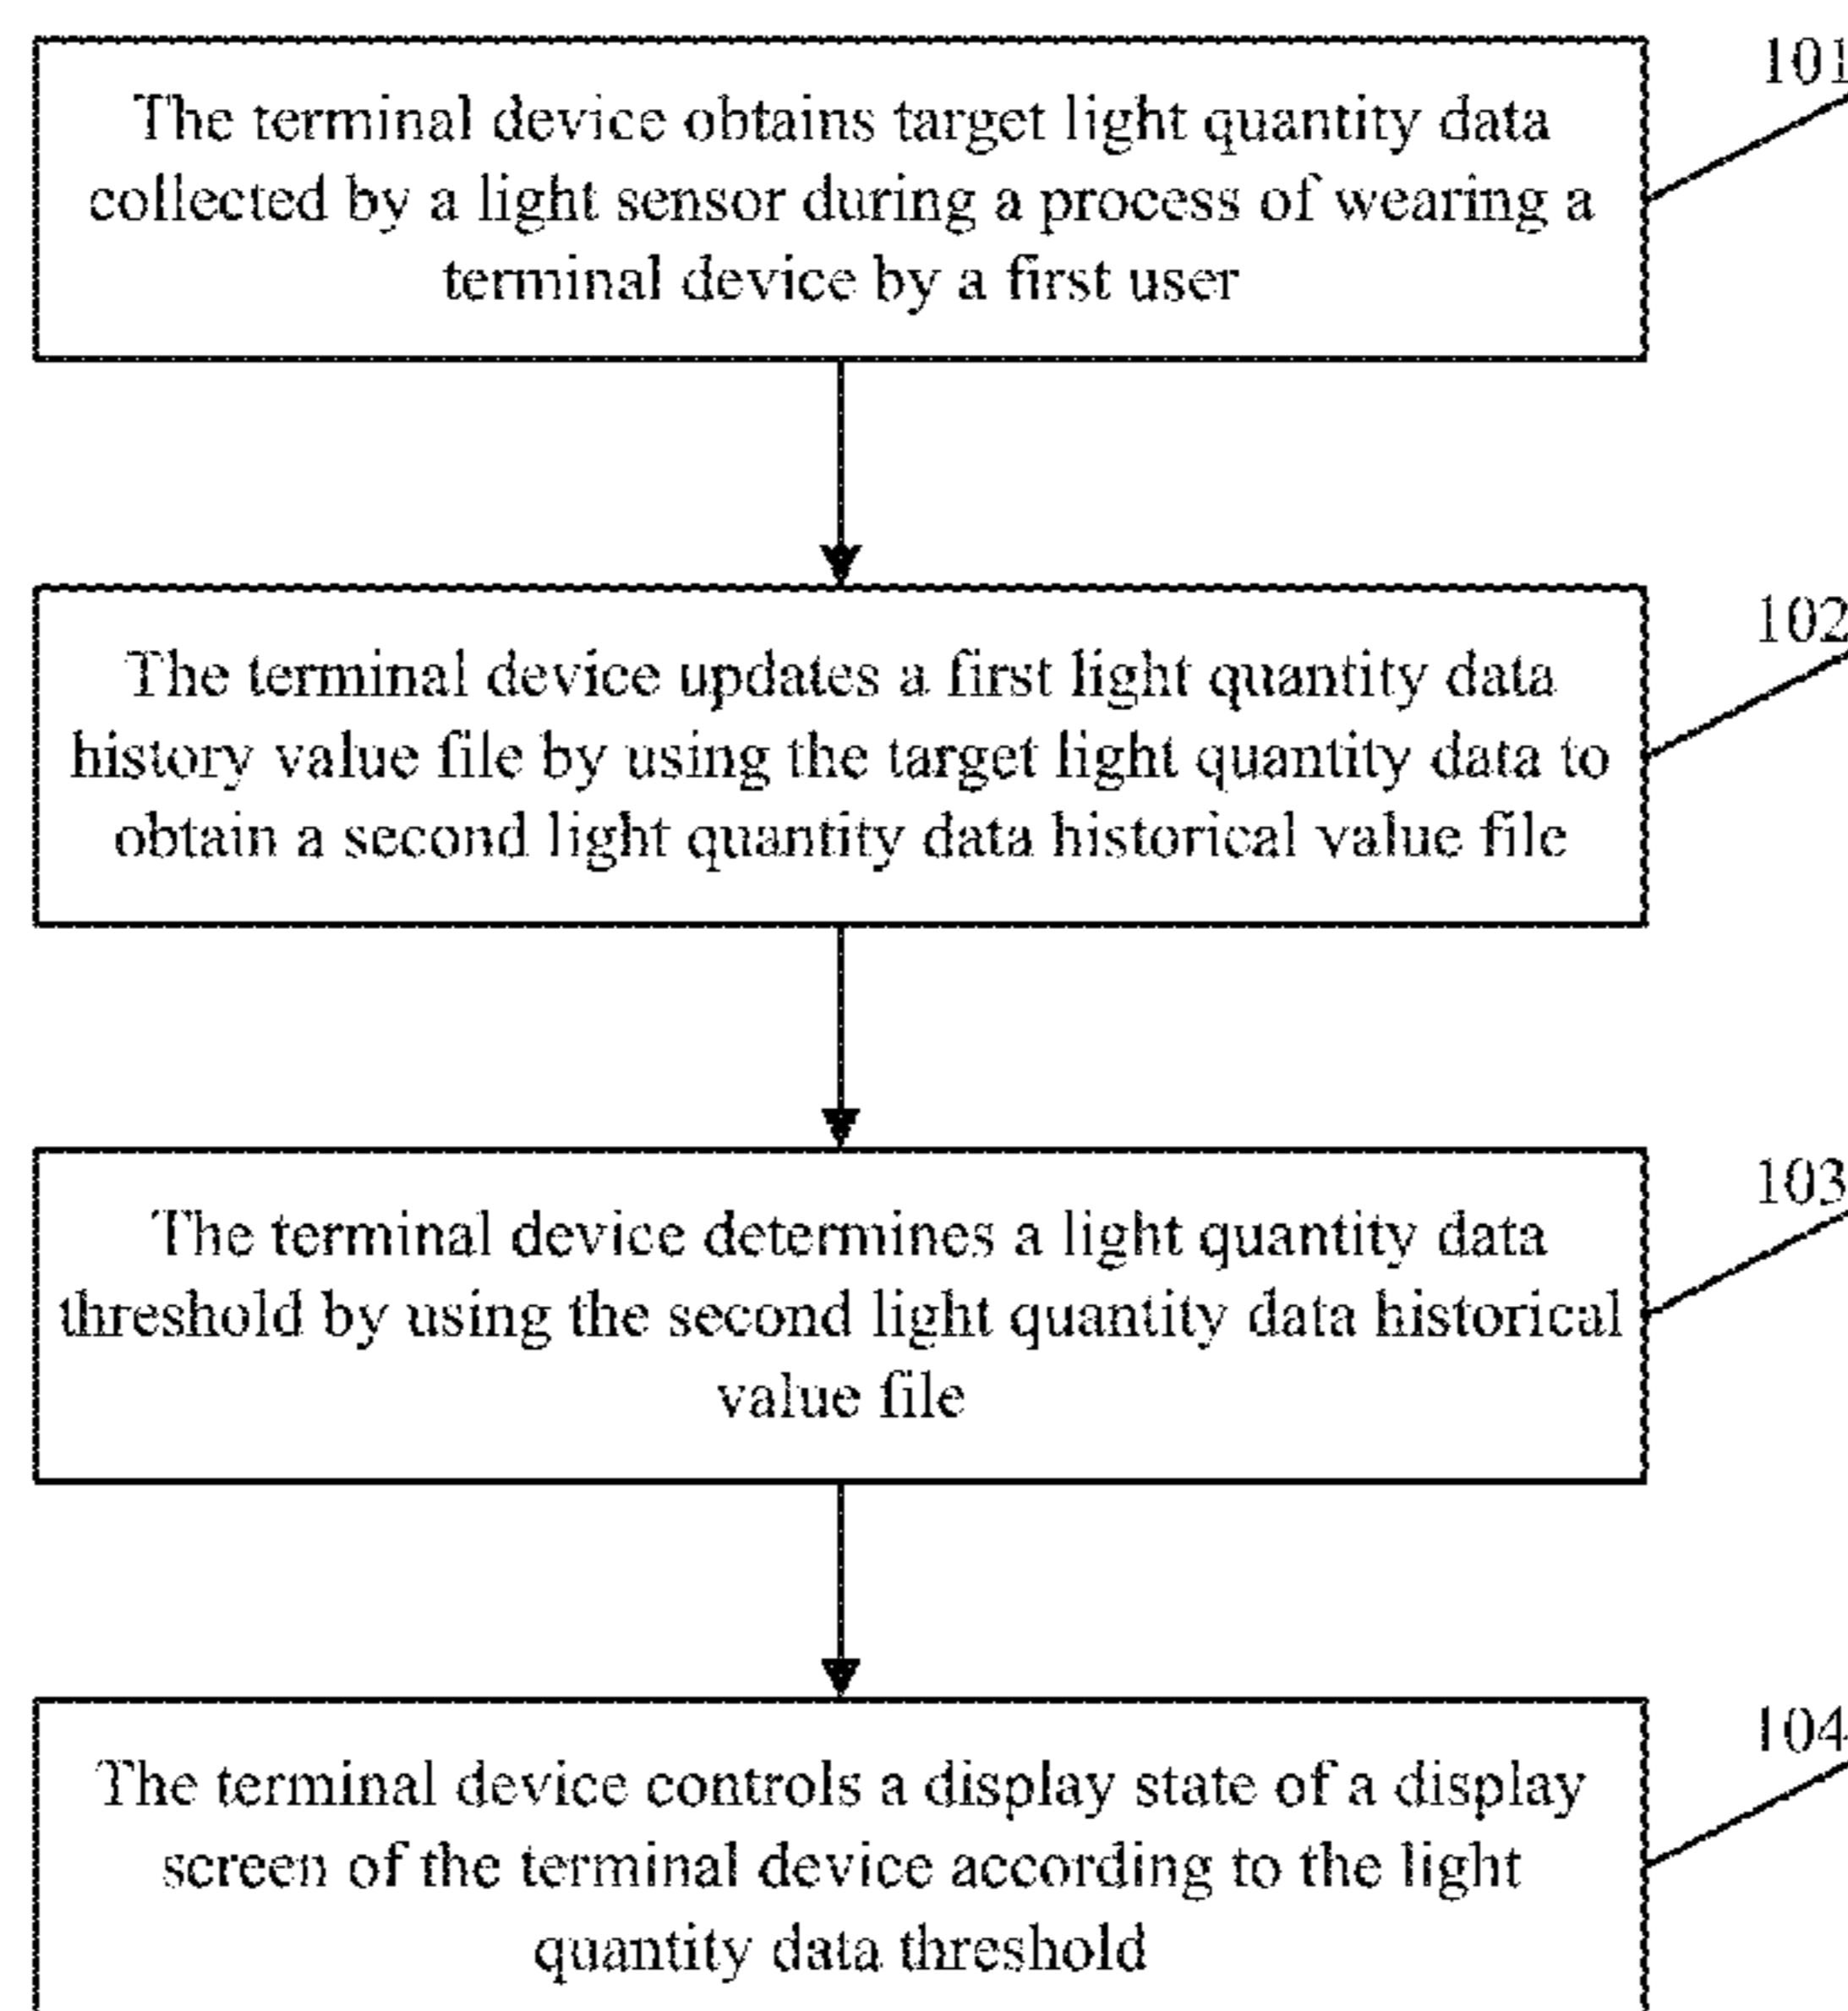 101
The terminal device obtains target light quantity data
collected by a light sensor during a process of wearing a
terminal device by a first user
102
The terminal device updates a first light quantity data
history value file by using the target light quantity data to
obtain a second light quantity data historical value file
103
The terminal device determines a light quantity data
threshold by using the second light quantity data historical
value file
104
The terminal device controls a display state of a display
screen of the terminal device according to the light
quantity data threshold